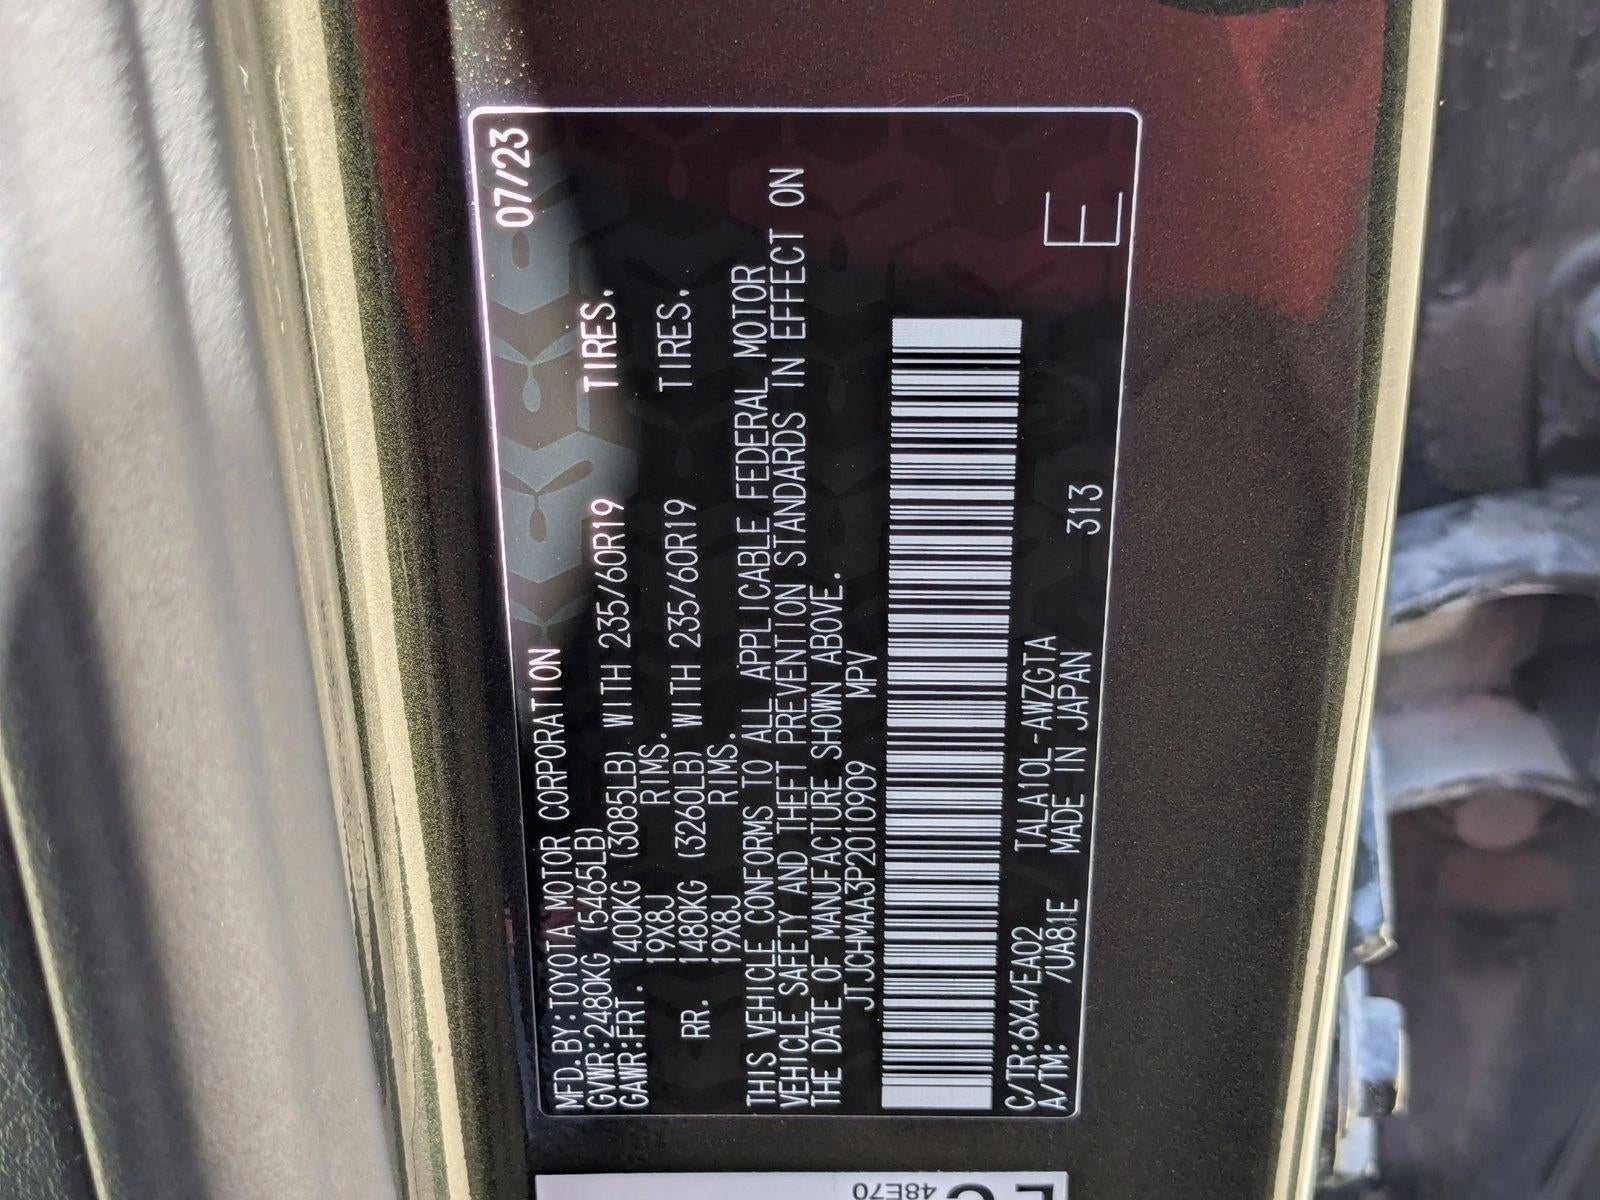 07/23
MFD.BY:TOYOTA MOTOR CORPORATION
GVWR:2480KG (5465LB)
GAWR:FRT. 1400KG (3085LB) WITH 235/60R19 TIRES.
19X8J RIMS.
RR. 1480KG (3260LB) WITH 235/60R19 TIRES.
19X8J RIMS.
THIS VEHICLE CONFORMS TO ALL APPLICABLE FEDERAL MOTOR
VEHICLE SAFETY AND THEFT PREVENTION STANDARDS IN EFFECT ON
THE DATE OF MANUFACTURE SHOWN ABOVE.
JTJCHMAA3P2010909 MPV
C/TR:6X4/EA02 TALA10L-AWZGTA
A/TM: /UA81E MADE IN JAPAN 313
E
48E70